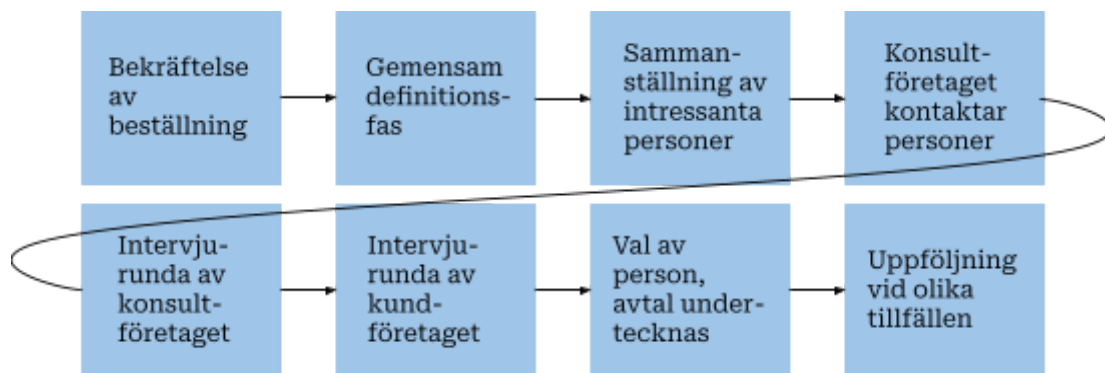 Bekräftelse
av
beställning
Gemensam
definitions-
fas
Samman-
ställning av
intressanta
personer
Konsult-
företaget
kontaktar
personer
Intervju-
runda av
konsult-
företaget
Intervju-
runda av
kund-
företaget
Val av
person,
avtal under-
tecknas
Uppföljning
vid olika
tillfällen